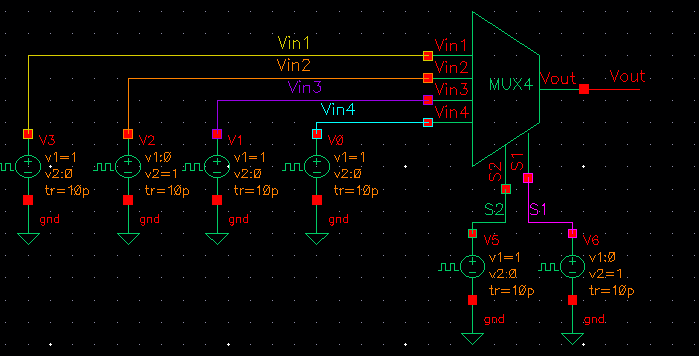 Vin1
Vin1
Vin2
Vin2
Vin3
Vin3
Vin4
Vin4
MUX4
Vout
Vout
S2
S1
V3
v1=1
v2:0
tr=10p
gnd
V2
v1:0
v2=1
tr=10p
gnd
V1
v1=1
v2:0
tr=10p
gnd
V0
v1=1
v2:0
tr=10p
gnd
S2
S1
V5
v1=1
v2:0
tr=10p
gnd
V6
v1:0
v2=1
tr=10p
gnd